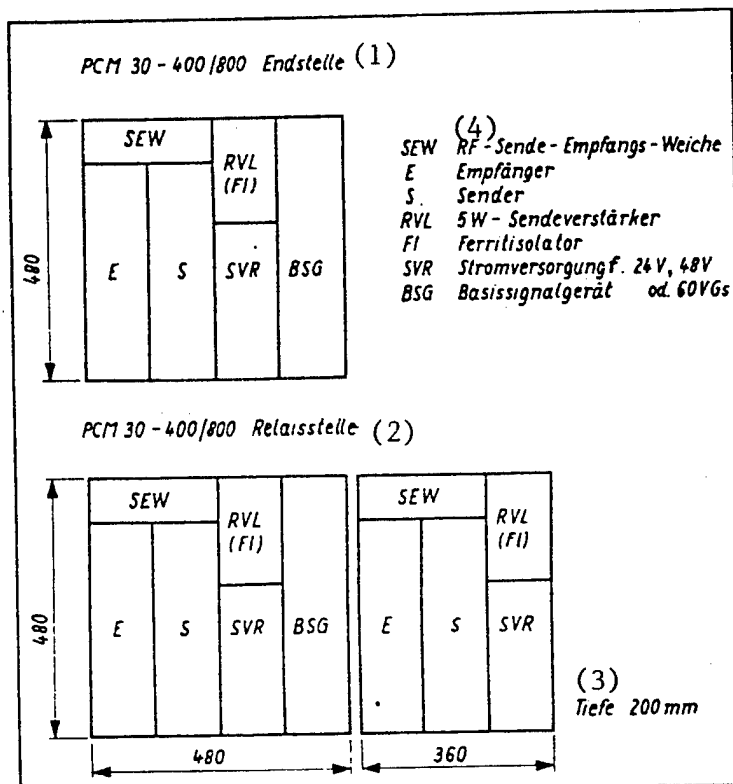 PCM 30 - 400/800 Endstelle (1)
SEW
RVL
(FI)
E
S
SVR
BSG
480
(4)
SEW RF - Sende - Empfangs - Weiche
E Empfänger
S Sender
RVL 5W - Sendeverstärker
FI Ferritisolator
SVR Stromversorgung f. 24V, 48V
BSG Basissignalgerät od. 60VGs
PCM 30 - 400/800 Relaisstelle (2)
SEW
RVL
(FI)
E
S
SVR
BSG
480
480
SEW
RVL
(FI)
E
S
SVR
360
(3)
Tiefe 200 mm